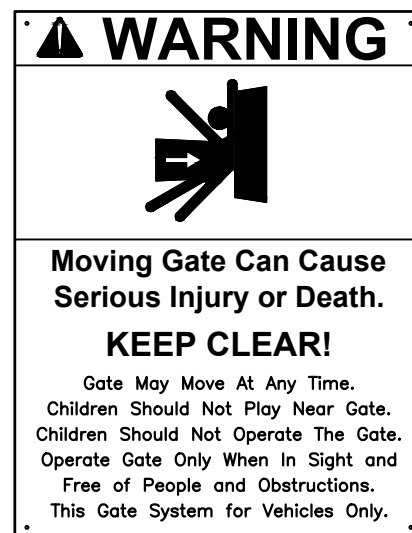 WARNING
Moving Gate Can Cause
Serious Injury or Death.
KEEP CLEAR!
Gate May Move At Any Time.
Children Should Not Play Near Gate.
Children Should Not Operate The Gate.
Operate Gate Only When In Sight and
Free of People and Obstructions.
This Gate System for Vehicles Only.